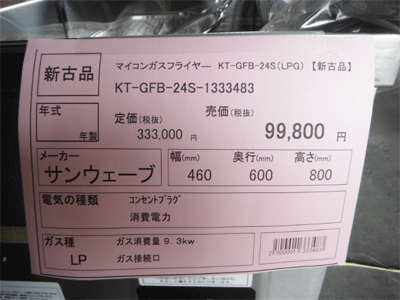 新古品
マイコンガスフライヤー KT-GFB-24S(LPG) 【新古品】
KT-GFB-24S-1333483
年式
年製
定価(税抜)
333,000 円
売価(税抜)
99,800 円
メーカー
サンウェーブ
幅(mm) 奥行(mm) 高さ(mm)
460 600 800
電気の種類
コンセントプラグ
消費電力
ガス種
LP
ガス消費量 9.3kw
ガス接続口